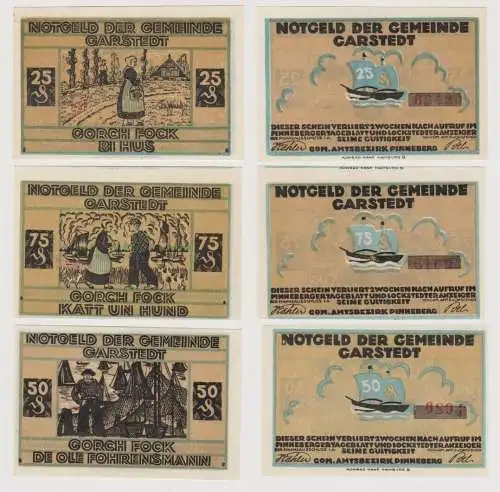 NOTGELD DER GEMEINDE
GARSTEDT
25 25
GORCH FOCK
DI HUS
NOTGELD DER GEMEINDE
GARSTEDT
25
DIESER SCHEIN VERLIERT 2 WOCHEN NACH AUFRUF IM
PINNEBERGER TAGEBLATT UND LOCKSTEDTER ANZEIGER
SEINE GÜLTIGKEIT
GOM. AMTSBEZIRK PINNEBERG
NOTGELD DER GEMEINDE
GARSTEDT
75 75
GORCH FOCK
KATT UN HUND
NOTGELD DER GEMEINDE
GARSTEDT
75
DIESER SCHEIN VERLIERT 2 WOCHEN NACH AUFRUF IM
PINNEBERGER TAGEBLATT UND LOCKSTEDTER ANZEIGER
SEINE GÜLTIGKEIT
GOM. AMTSBEZIRK PINNEBERG
NOTGELD DER GEMEINDE
GARSTEDT
50 50
GORCH FOCK
DE OLE FOHRENSMANN
NOTGELD DER GEMEINDE
GARSTEDT
50
DIESER SCHEIN VERLIERT 2 WOCHEN NACH AUFRUF IM
PINNEBERGER TAGEBLATT UND LOCKSTEDTER ANZEIGER
SEINE GÜLTIGKEIT
GOM. AMTSBEZIRK PINNEBERG